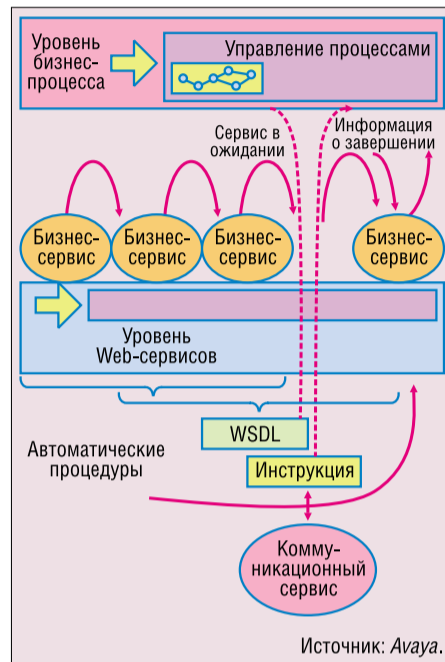 Уровень
бизнес-
процесса
Управление процессами
Сервис в
ожидании
Информация
о завершении
Бизнес-
сервис
Бизнес-
сервис
Бизнес-
сервис
Бизнес-
сервис
Уровень
Web-сервисов
WSDL
Автоматические
процедуры
Инструкция
Комму-
никационный
сервис
Источник: Avaya.